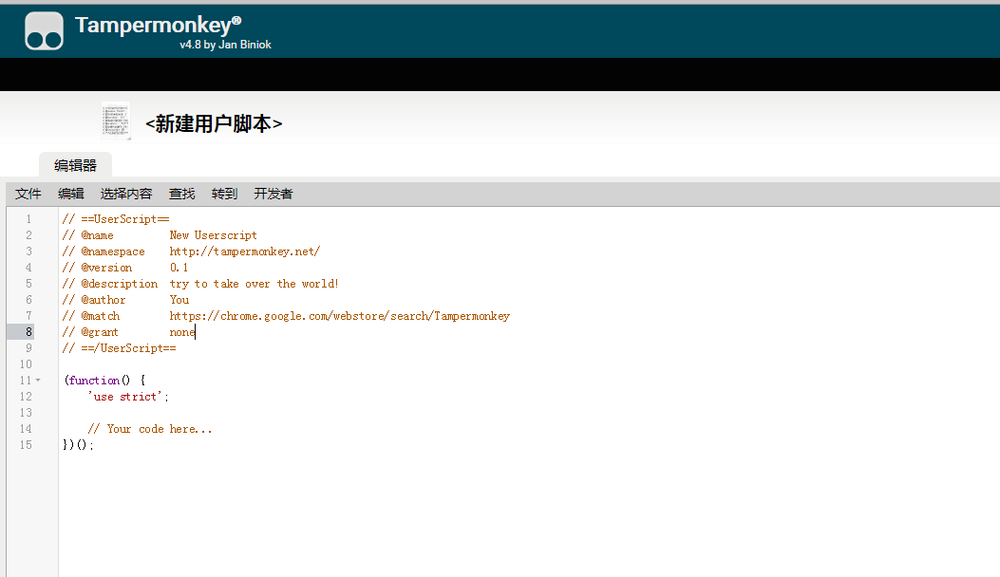 Tampermonkey®
v4.8 by Jan Biniok
<新建用户脚本>
编辑器
文件 编辑 选择内容 查找 转到 开发者
1 // ==UserScript==
2 // @name New Userscript
3 // @namespace http://tampermonkey.net/
4 // @version 0.1
5 // @description try to take over the world!
6 // @author You
7 // @match https://chrome.google.com/webstore/search/Tampermonkey
8 // @grant none
9 // ==/UserScript==
10
11 (function() {
12 'use strict';
13
14 // Your code here...
15 })();